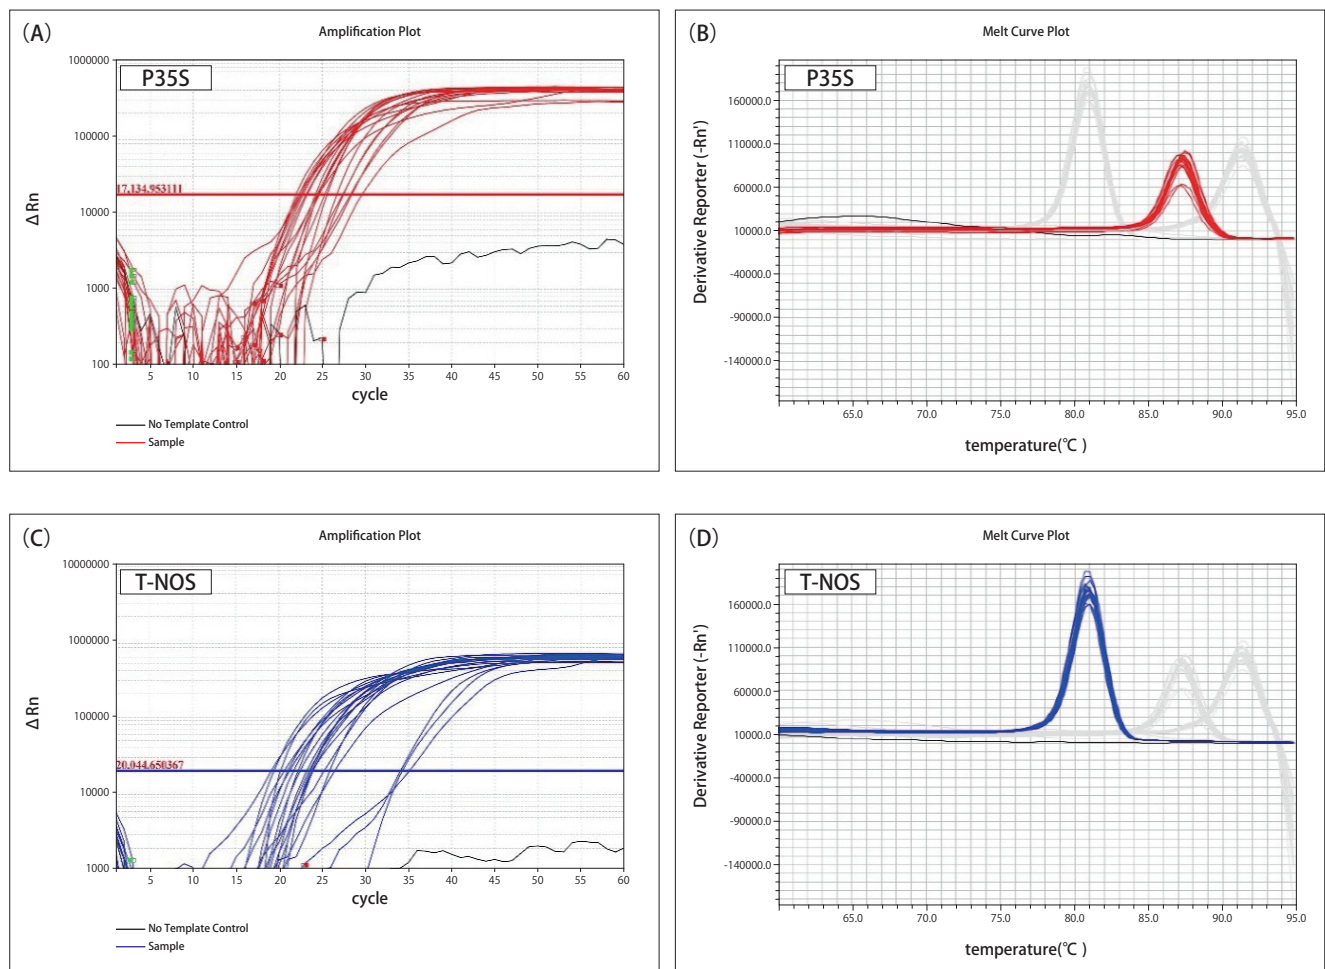 (A)
Amplification Plot
P35S
1000000
100000
10000
1000
100
17,134.953111
ΔRn
5 10 15 20 25 30 35 40 45 50 55 60
cycle
No Template Control
Sample
(B)
Melt Curve Plot
P35S
160000.0
110000.0
60000.0
10000.0
-40000.0
-90000.0
-140000.0
Derivative Reporter (-Rn')
65.0 70.0 75.0 80.0 85.0 90.0 95.0
temperature(℃)
(C)
Amplification Plot
T-NOS
10000000
1000000
100000
10000
1000
20,044.650367
ΔRn
5 10 15 20 25 30 35 40 45 50 55 60
cycle
No Template Control
Sample
(D)
Melt Curve Plot
T-NOS
160000.0
110000.0
60000.0
10000.0
-40000.0
-90000.0
-140000.0
Derivative Reporter (-Rn')
65.0 70.0 75.0 80.0 85.0 90.0 95.0
temperature(℃)